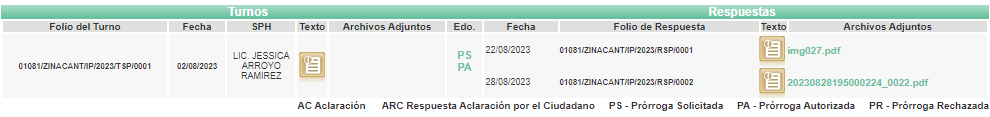 Turnos Respuestas
Folio del Turno Fecha SPH Texto Archivos Adjuntos Edo. Fecha Folio de Respuesta Texto Archivos Adjuntos
01081/ZINACANT/IP/2023/TSP/0001 02/08/2023 LIC. JESSICA ARROYO RAMIREZ PS PA
22/08/2023 01081/ZINACANT/IP/2023/RSP/0001 img027.pdf
28/08/2023 01081/ZINACANT/IP/2023/RSP/0002 20230828195000224_0022.pdf
AC Aclaración ARC Respuesta Aclaración por el Ciudadano PS - Prórroga Solicitada PA - Prórroga Autorizada PR - Prórroga Rechazada